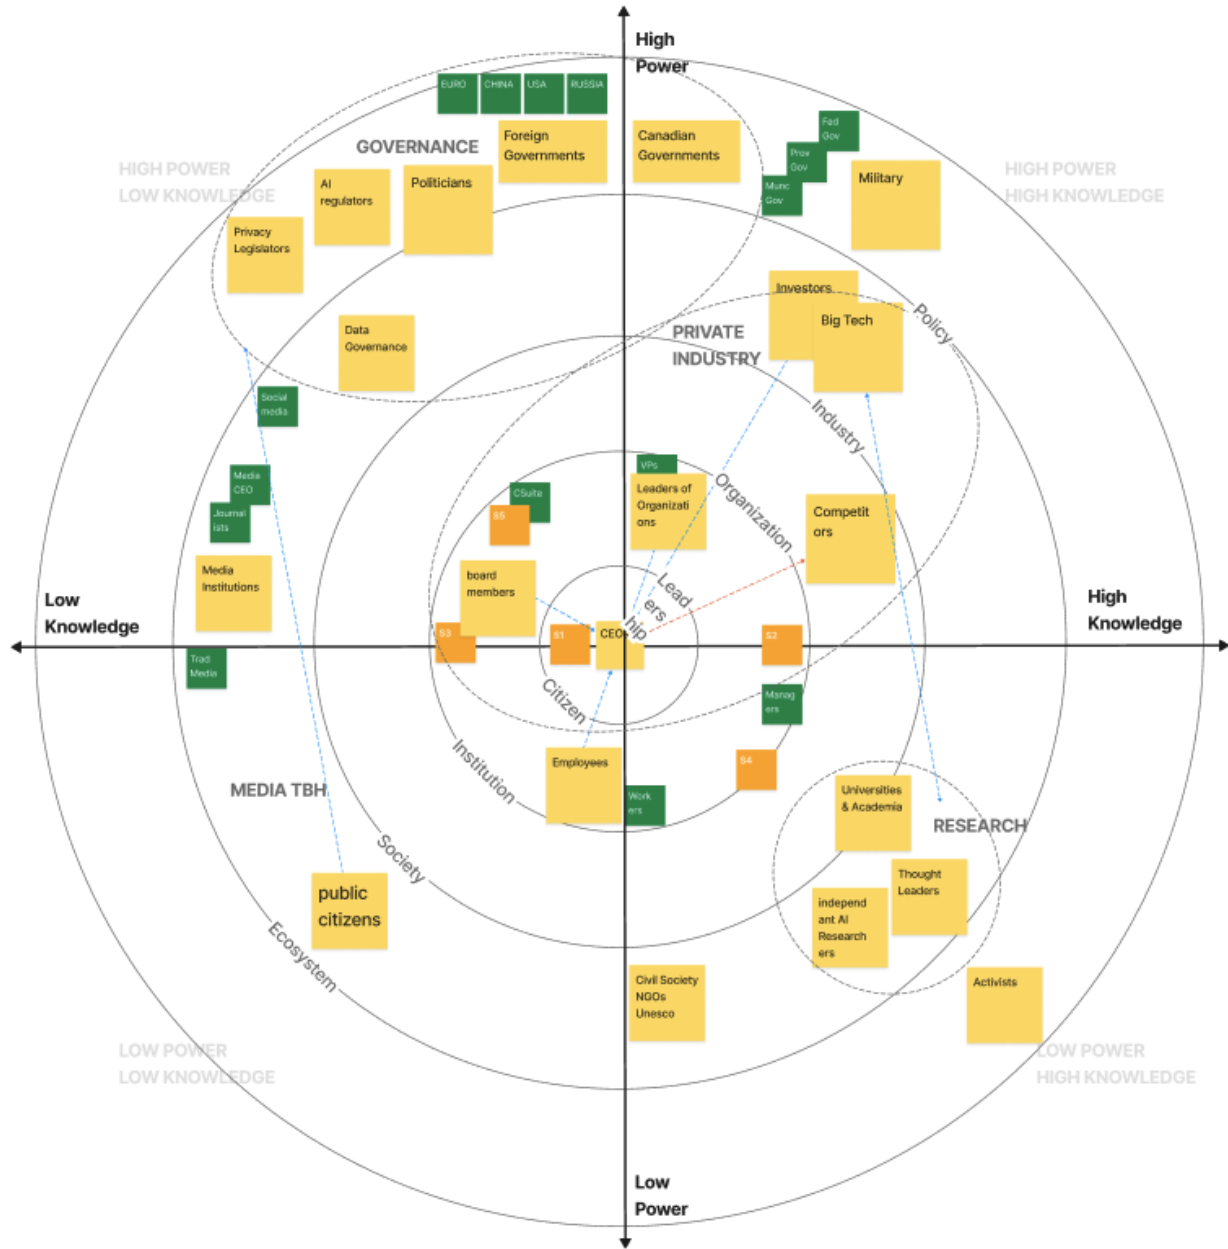 High
Power
EURO
CHINA
USA
RUSSIA
GOVERNANCE
Foreign
Governments
Canadian
Governments
Fed
Gov
Prov
Gov
Munc
Gov
Military
HIGH POWER
LOW KNOWLEDGE
HIGH POWER
HIGH KNOWLEDGE
AI
regulators
Politicians
Privacy
Legislators
Data
Governance
Investors
Big Tech
Policy
PRIVATE
INDUSTRY
Social
media
Industry
Media
CEO
Journal
ists
CSuite
S5
VPs
Leaders of
Organizati
ons
Organization
Competit
ors
Media
Institutions
board
members
Lead
ers
hip
Low
Knowledge
High
Knowledge
S3
S1
CEO
S2
Trad
Media
Citizen
Manag
ers
Institution
Employees
S4
Work
ers
MEDIA TBH
Universities
& Academia
RESEARCH
Society
public
citizens
Thought
Leaders
independ
ant AI
Research
ers
Ecosystem
Civil Society
NGOs
Unesco
Activists
LOW POWER
LOW KNOWLEDGE
LOW POWER
HIGH KNOWLEDGE
Low
Power